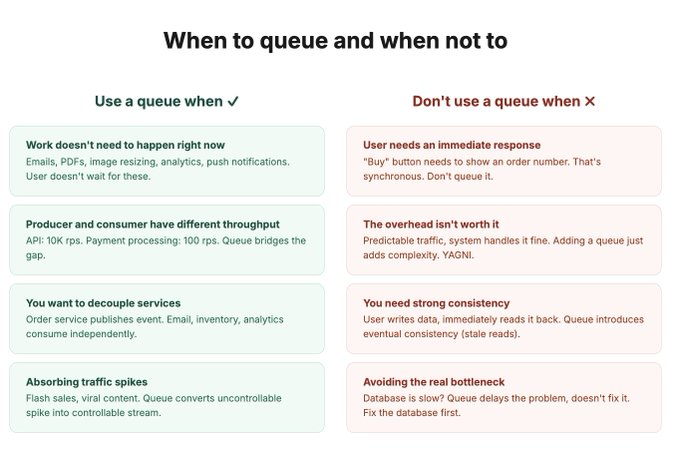 When to queue and when not to
Use a queue when ✓
Work doesn't need to happen right now
Emails, PDFs, image resizing, analytics, push notifications.
User doesn't wait for these.
Producer and consumer have different throughput
API: 10K rps. Payment processing: 100 rps. Queue bridges the
gap.
You want to decouple services
Order service publishes event. Email, inventory, analytics
consume independently.
Absorbing traffic spikes
Flash sales, viral content. Queue converts uncontrollable
spike into controllable stream.
Don't use a queue when ✕
User needs an immediate response
"Buy" button needs to show an order number. That's
synchronous. Don't queue it.
The overhead isn't worth it
Predictable traffic, system handles it fine. Adding a queue just
adds complexity. YAGNI.
You need strong consistency
User writes data, immediately reads it back. Queue introduces
eventual consistency (stale reads).
Avoiding the real bottleneck
Database is slow? Queue delays the problem, doesn't fix it.
Fix the database first.